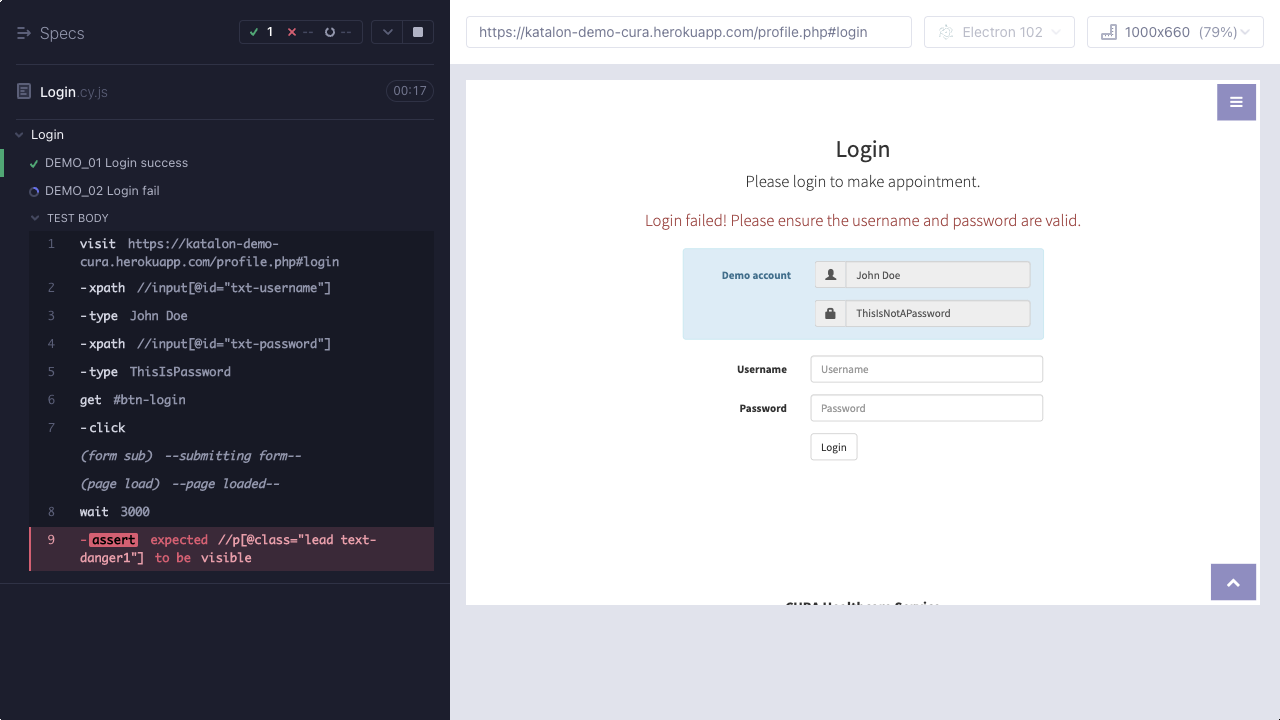 Specs
1 -- --
https://katalon-demo-cura.herokuapp.com/profile.php#login
Electron 102
1000x660 (79%)
Login.cy.js
00:17
Login
DEMO_01 Login success
DEMO_02 Login fail
TEST BODY
1 visit https://katalon-demo-
cura.herokuapp.com/profile.php#login
2 -xpath //input[@id="txt-username"]
3 -type John Doe
4 -xpath //input[@id="txt-password"]
5 -type ThisIsPassword
6 get #btn-login
7 -click
(form sub) --submitting form--
(page load) --page loaded--
8 wait 3000
9 -assert expected //p[@class="lead text-
danger1"] to be visible
Login
Please login to make appointment.
Login failed! Please ensure the username and password are valid.
Demo account John Doe
ThisIsNotAPassword
Username Username
Password Password
Login
CURA Healthcare Service